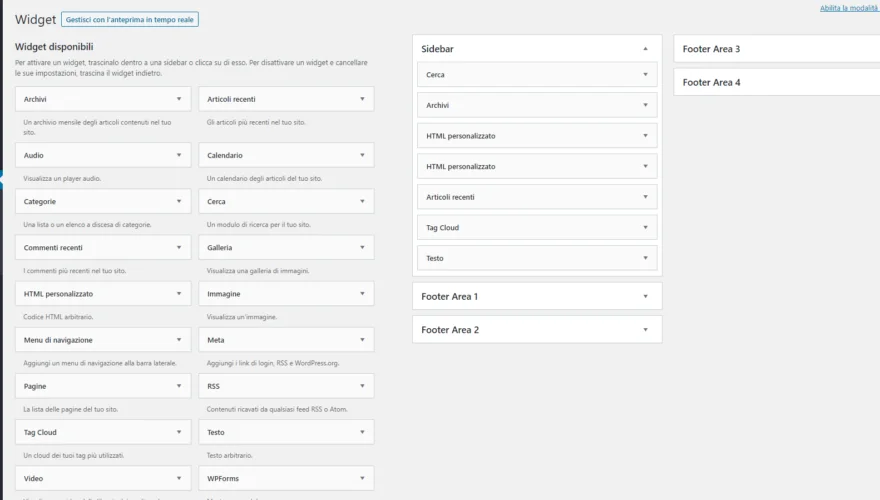 Widget
Gestisci con l'anteprima in tempo reale
Abilita la modalità
Widget disponibili
Per attivare un widget, trascinalo dentro a una sidebar o clicca su di esso. Per disattivare un widget e cancellare
le sue impostazioni, trascina il widget indietro.
Archivi
Articoli recenti
Un archivio mensile degli articoli contenuti nel tuo
sito.
Gli articoli più recenti nel tuo sito.
Audio
Calendario
Visualizza un player audio.
Un calendario degli articoli del tuo sito.
Categorie
Cerca
Una lista o un elenco a discesa di categorie.
Un modulo di ricerca per il tuo sito.
Commenti recenti
Galleria
I commenti più recenti nel tuo sito.
Visualizza una galleria di immagini.
HTML personalizzato
Immagine
Codice HTML arbitrario.
Visualizza un'immagine.
Menu di navigazione
Meta
Aggiungi un menu di navigazione alla barra laterale.
Aggiungi i link di login, RSS e WordPress.org.
Pagine
RSS
La lista delle pagine del tuo sito.
Contenuti ricavati da qualsiasi feed RSS o Atom.
Tag Cloud
Testo
Un cloud dei tuoi tag più utilizzati.
Testo arbitrario.
Video
WPForms
Sidebar
Cerca
Archivi
HTML personalizzato
HTML personalizzato
Articoli recenti
Tag Cloud
Testo
Footer Area 1
Footer Area 2
Footer Area 3
Footer Area 4